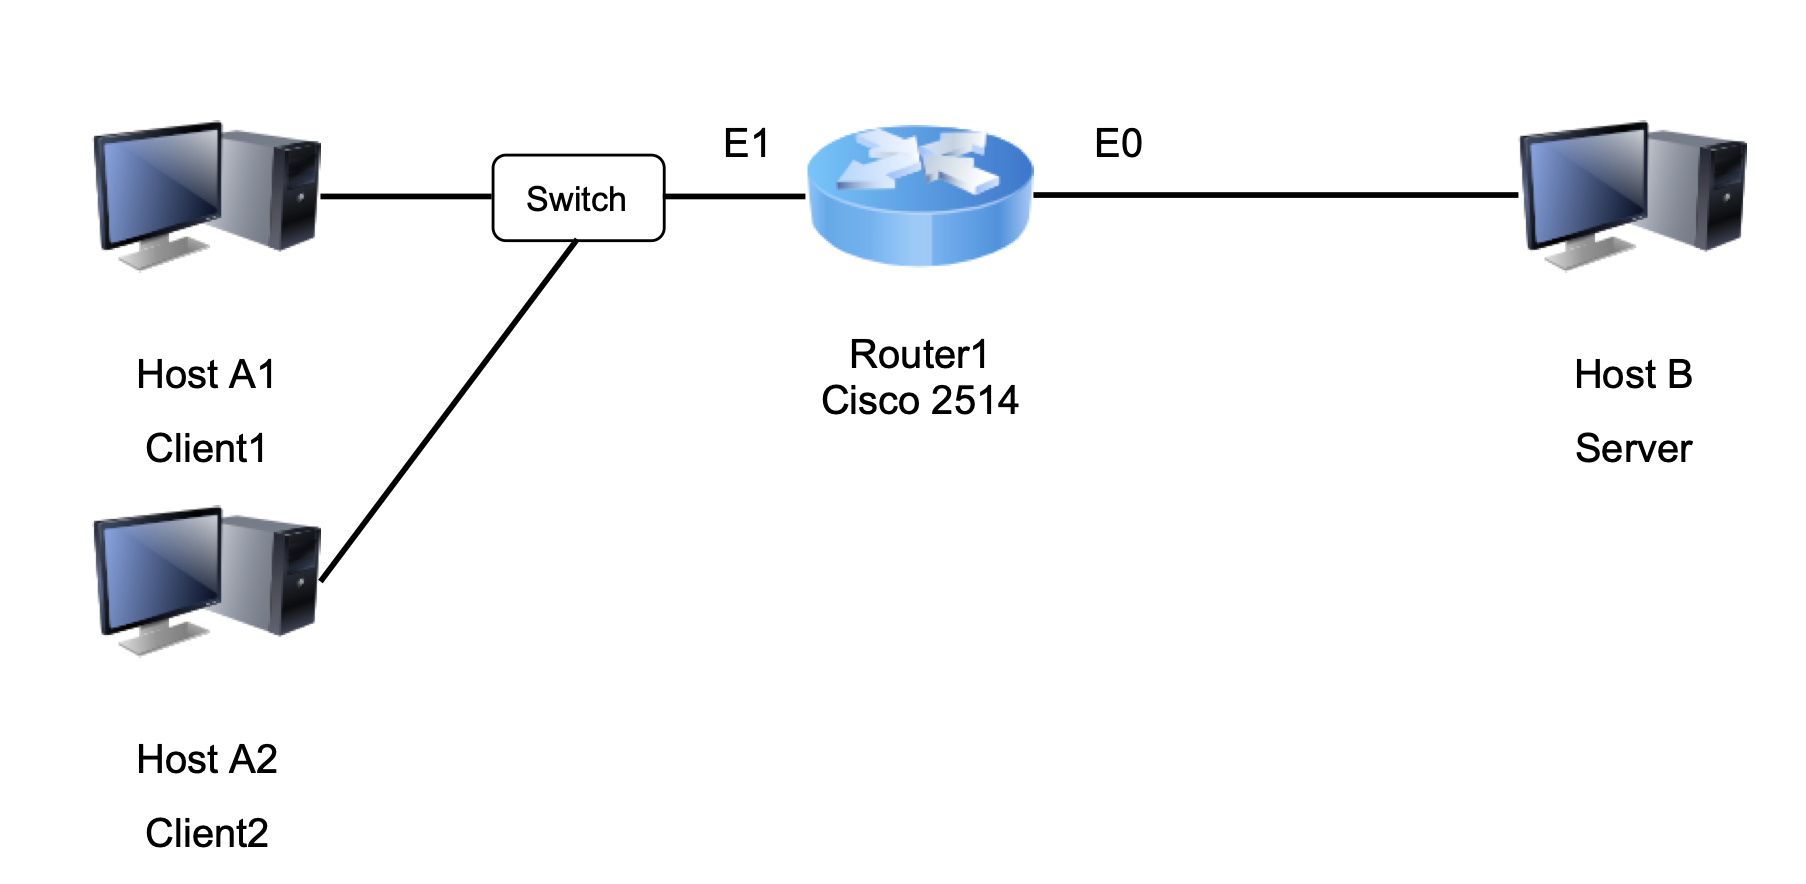 E1
E0
Switch
Router1
Cisco 2514
Host A1
Client1
Host B
Server
Host A2
Client2